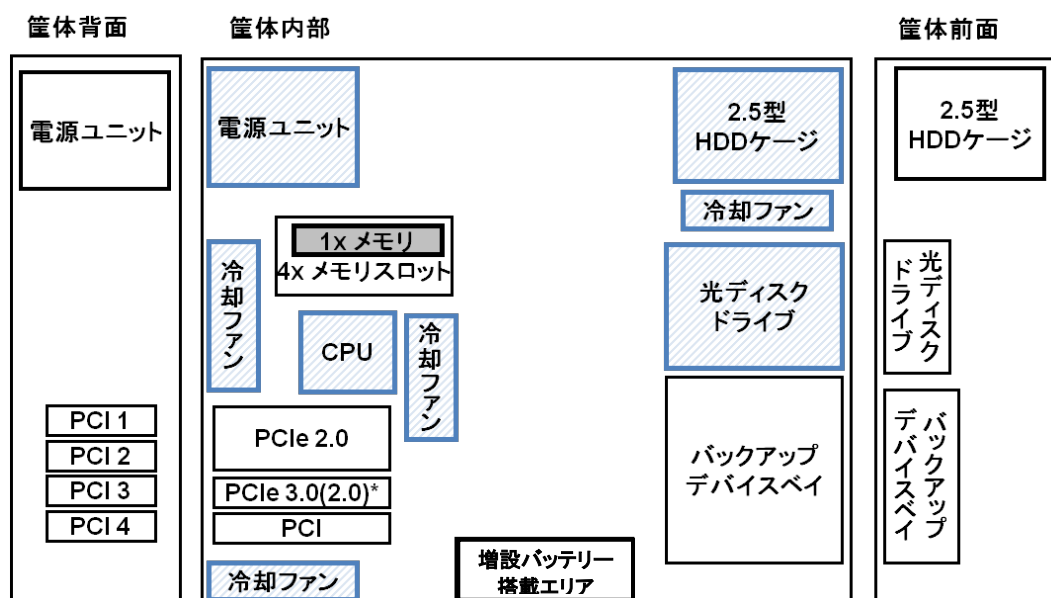 筐体背面
電源ユニット
PCI 1
PCI 2
PCI 3
PCI 4
筐体内部
電源ユニット
2.5型
HDDケージ
冷却ファン
1x メモリ
4x メモリスロット
冷却ファン
CPU
冷却ファン
光ディスク
ドライブ
PCIe 2.0
PCIe 3.0(2.0)*
PCI
バックアップ
デバイスベイ
冷却ファン
増設バッテリー
搭載エリア
筐体前面
2.5型
HDDケージ
光ディスク
ドライブ
バックアップ
デバイスベイ